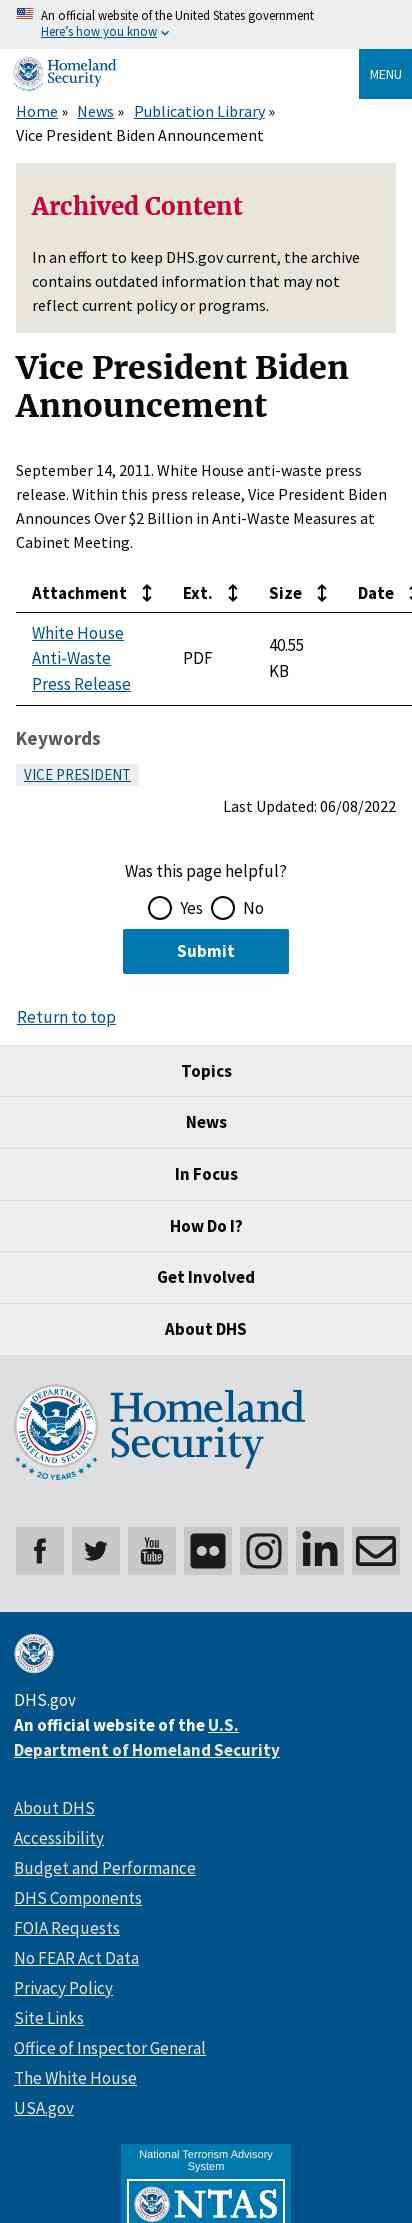 An official website of the United States government
Here's how you know
Homeland
Security
MENU
Home » News » Publication Library »
Vice President Biden Announcement
Archived Content
In an effort to keep DHS.gov current, the archive
contains outdated information that may not
reflect current policy or programs.
Vice President Biden
Announcement
September 14, 2011. White House anti-waste press
release. Within this press release, Vice President Biden
Announces Over $2 Billion in Anti-Waste Measures at
Cabinet Meeting.
Attachment Ext. Size Date
White House
Anti-Waste
Press Release
PDF
40.55
KB
Keywords
VICE PRESIDENT
Last Updated: 06/08/2022
Was this page helpful?
Yes No
Submit
Return to top
Topics
News
In Focus
How Do I?
Get Involved
About DHS
U.S. DEPARTMENT OF HOMELAND SECURITY
20 YEARS
Homeland
Security
You
Tube
in
DHS.gov
An official website of the U.S.
Department of Homeland Security
About DHS
Accessibility
Budget and Performance
DHS Components
FOIA Requests
No FEAR Act Data
Privacy Policy
Site Links
Office of Inspector General
The White House
USA.gov
National Terrorism Advisory
System
NTAS